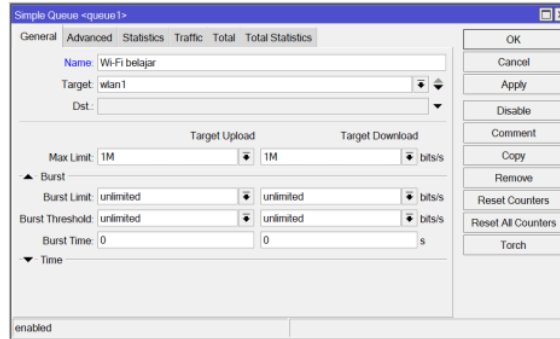 Simple Queue <queue1>
General Advanced Statistics Traffic Total Total Statistics
Name: Wi-Fi belajar
Target: wlan1
Dst.:
Target Upload Target Download
Max Limit: 1M 1M bits/s
Burst
Burst Limit: unlimited unlimited bits/s
Burst Threshold: unlimited unlimited bits/s
Burst Time: 0 0 s
Time
enabled
OK
Cancel
Apply
Disable
Comment
Copy
Remove
Reset Counters
Reset All Counters
Torch